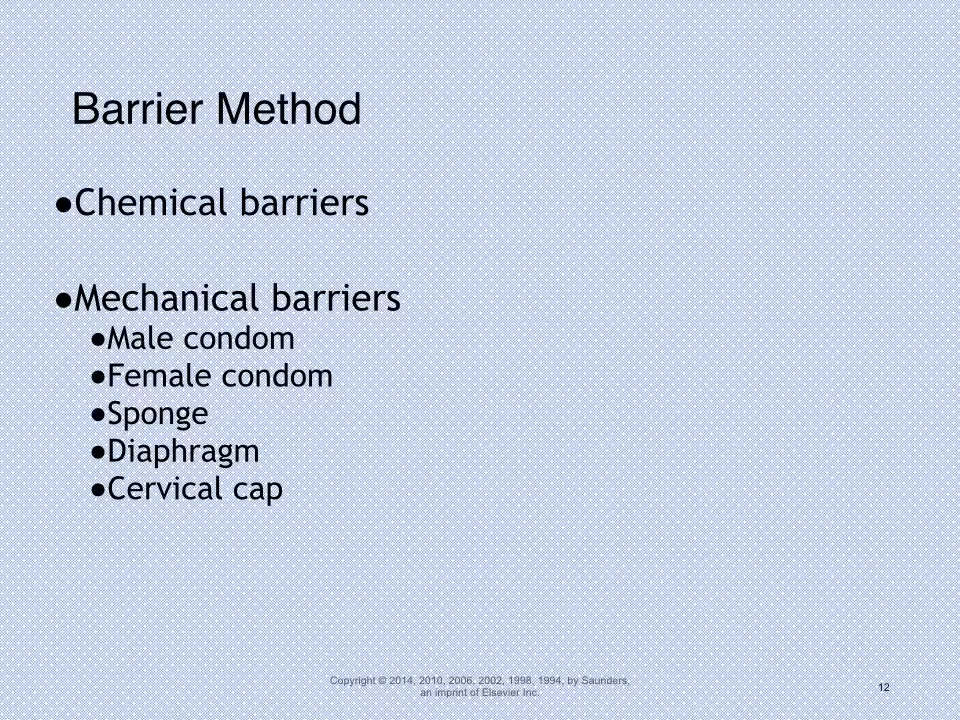 Barrier Method
●Chemical barriers
●Mechanical barriers
●Male condom
●Female condom
●Sponge
●Diaphragm
●Cervical cap
Copyright © 2014, 2010, 2006, 2002, 1998, 1994, by Saunders,
an imprint of Elsevier Inc.
12